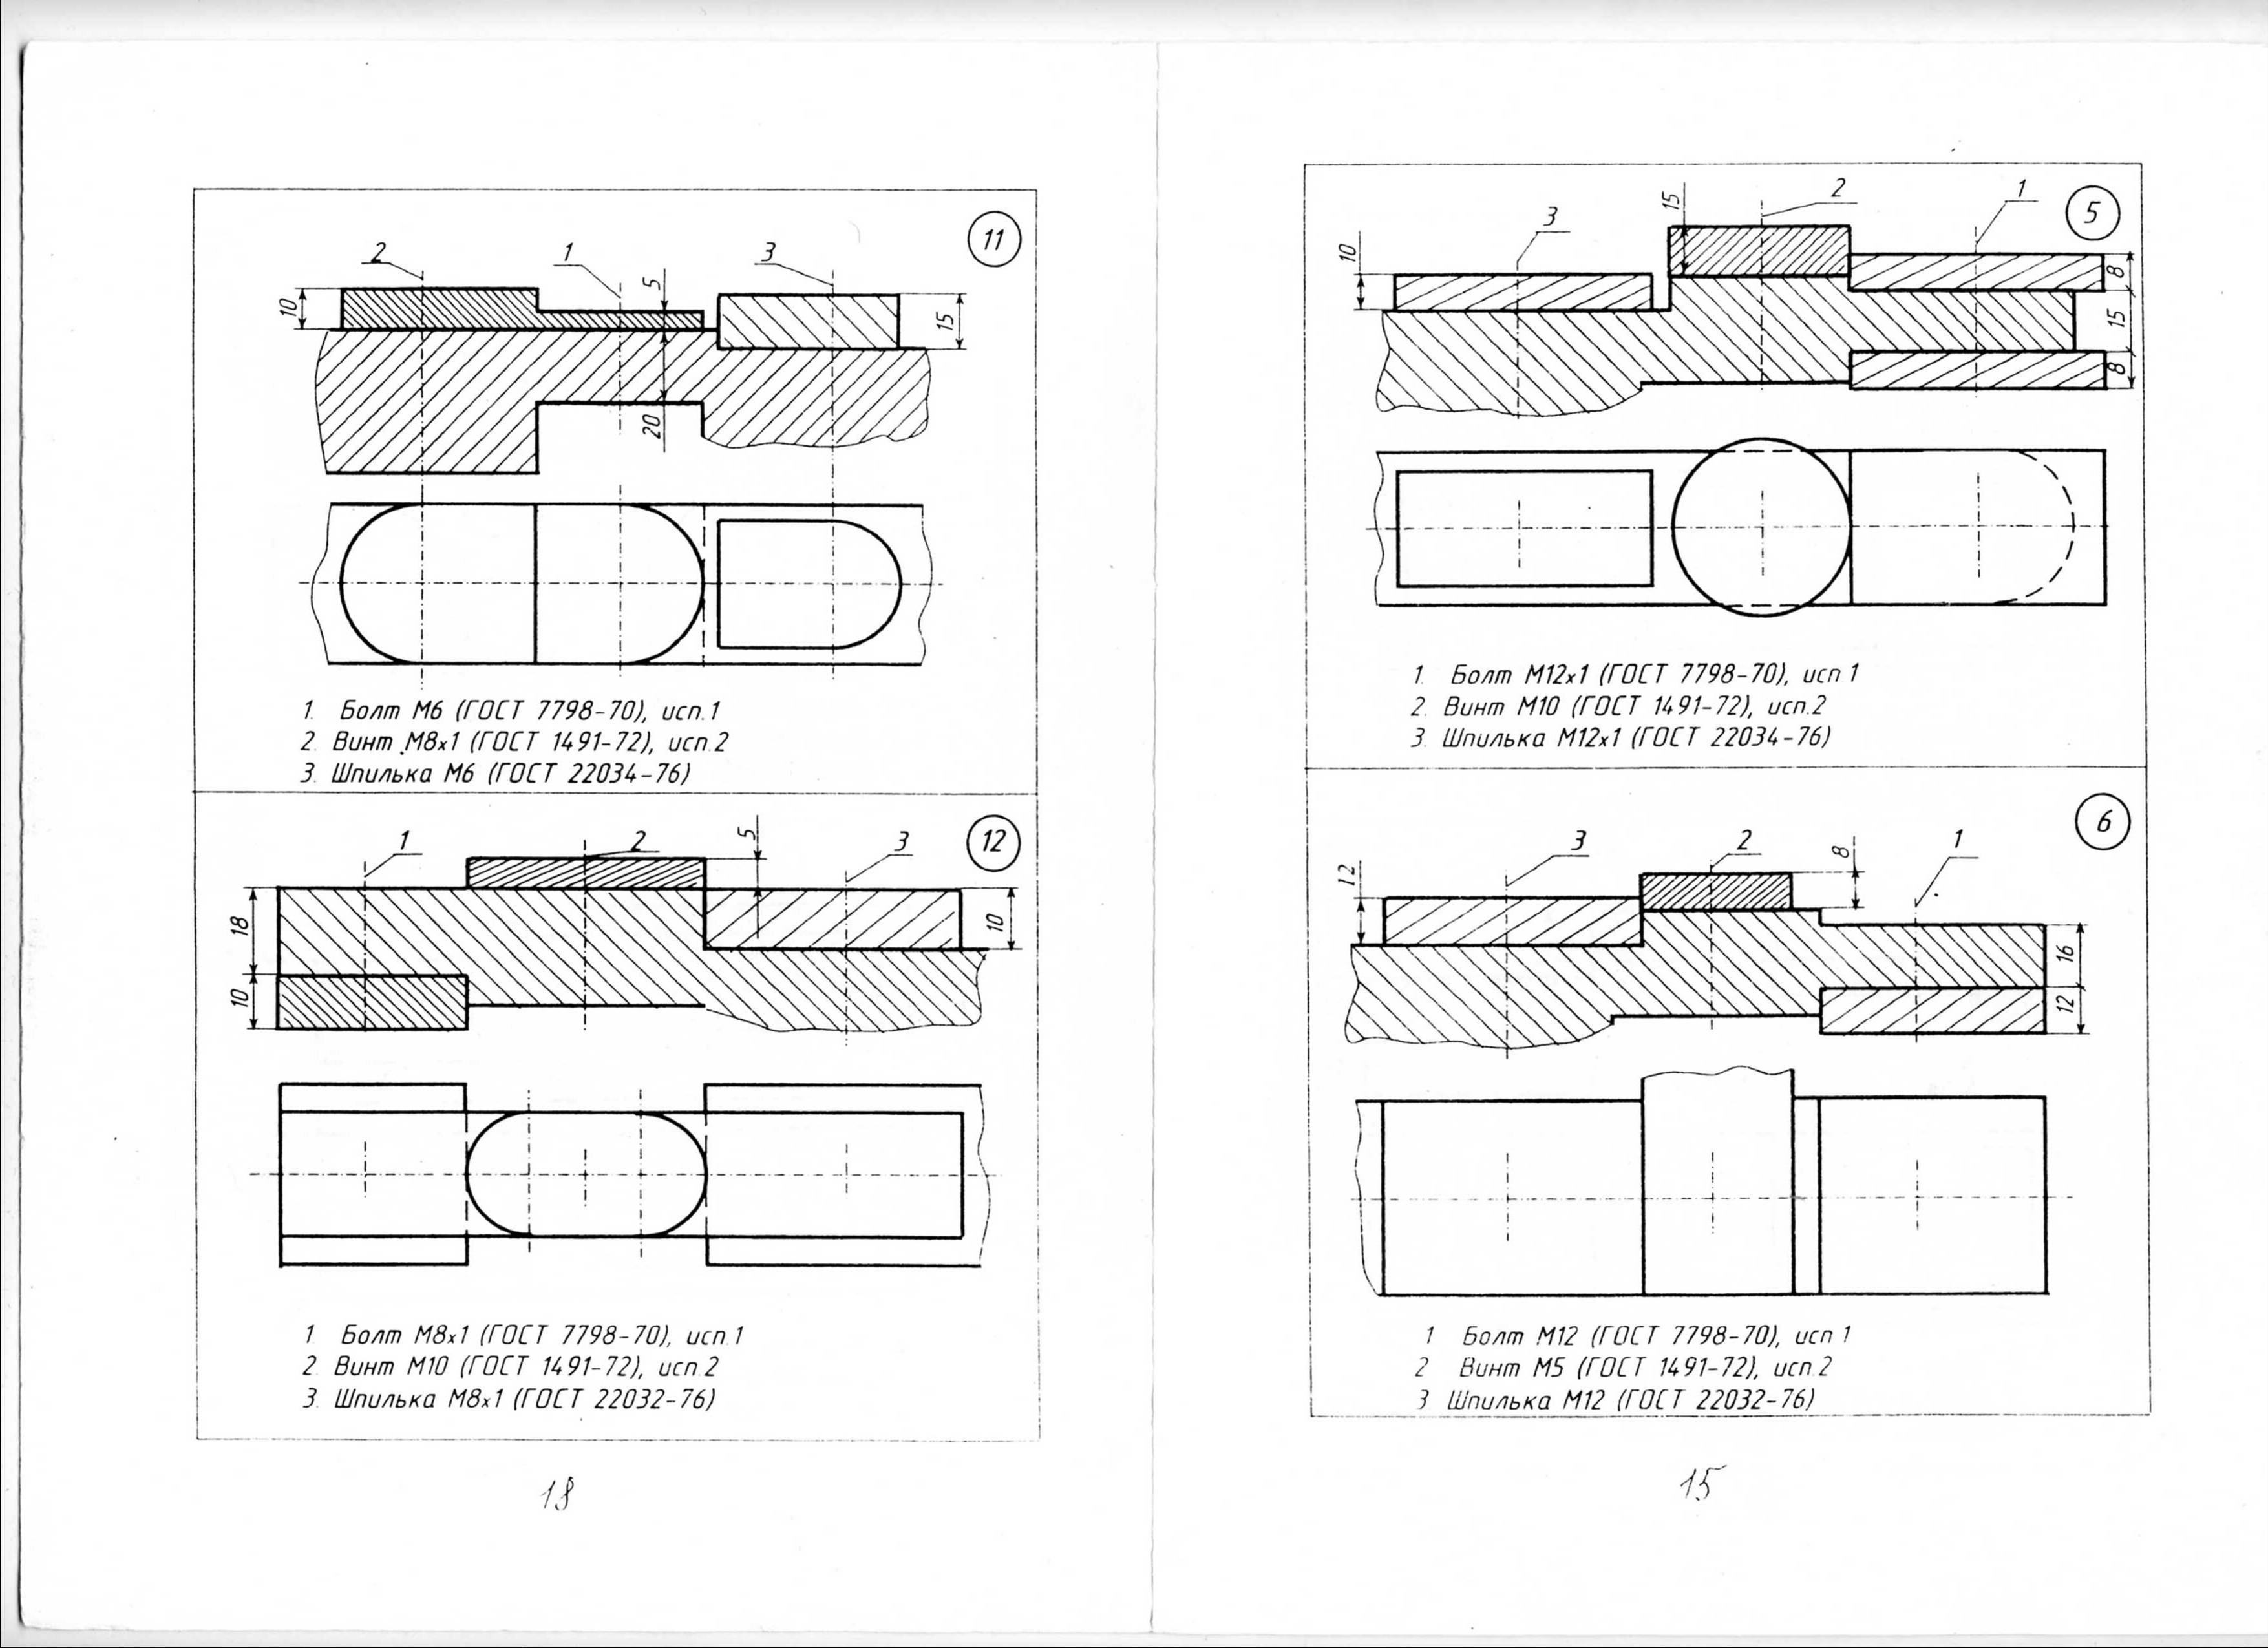 11
2
1
3
5
10
15
20
1. Болт М6 (ГОСТ 7798-70), исп.1
2. Винт М8х1 (ГОСТ 1491-72), исп.2
3. Шпилька М6 (ГОСТ 22034-76)
12
1
2
5
3
18
10
10
1 Болт М8х1 (ГОСТ 7798-70), исп.1
2. Винт М10 (ГОСТ 1491-72), исп.2
3. Шпилька М8х1 (ГОСТ 22032-76)
18
5
3
15
2
1
10
8
15
8
1. Болт М12х1 (ГОСТ 7798-70), исп 1
2. Винт М10 (ГОСТ 1491-72), исп.2
3. Шпилька М12х1 (ГОСТ 22034-76)
6
3
2
8
1
12
16
12
1 Болт М12 (ГОСТ 7798-70), исп 1
2 Винт М5 (ГОСТ 1491-72), исп.2
3 Шпилька М12 (ГОСТ 22032-76)
15